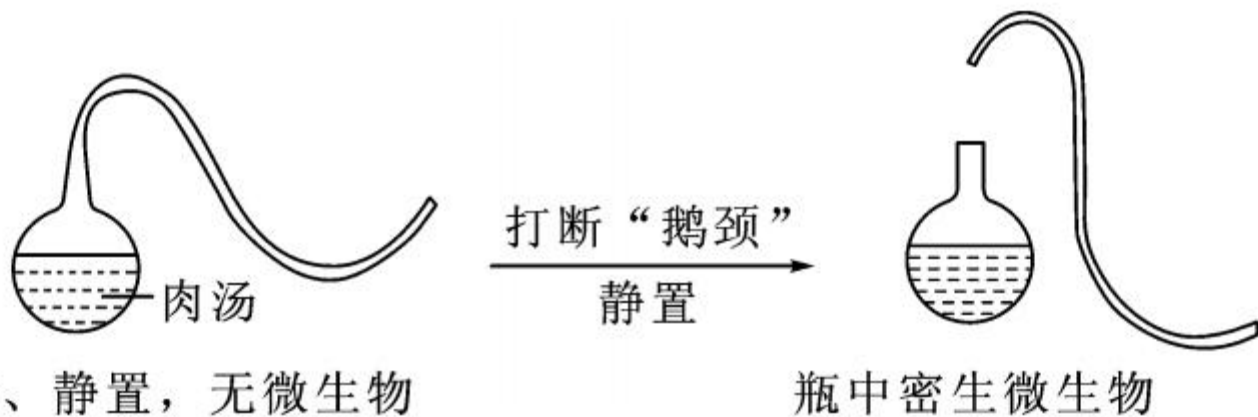 打断“鹅颈”
静置
肉汤
、静置，无微生物
瓶中密生微生物